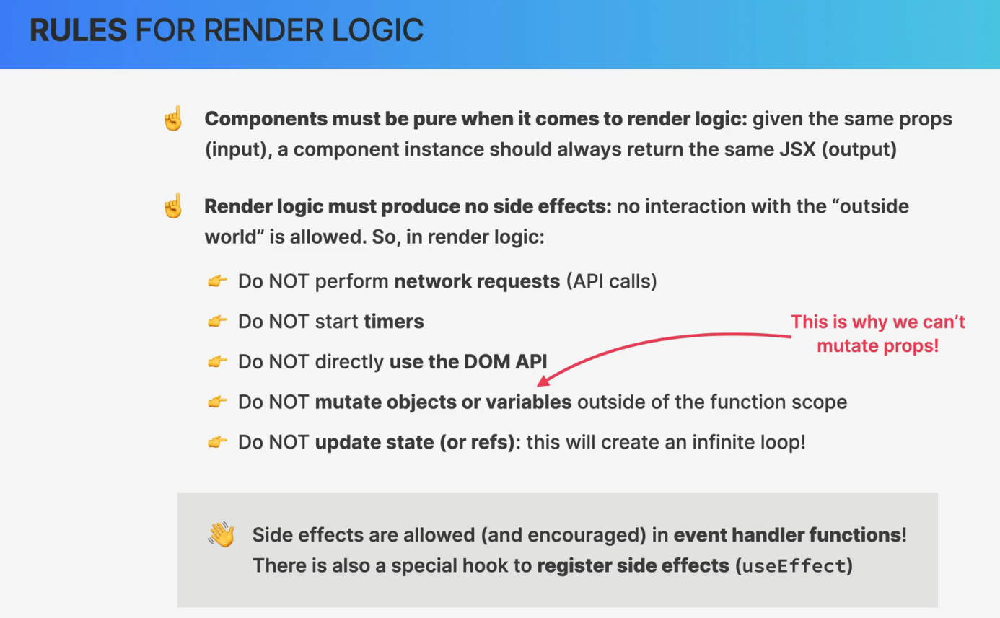 RULES FOR RENDER LOGIC
☝️ Components must be pure when it comes to render logic: given the same props
(input), a component instance should always return the same JSX (output)
☝️ Render logic must produce no side effects: no interaction with the “outside
world” is allowed. So, in render logic:
👉 Do NOT perform network requests (API calls)
👉 Do NOT start timers
👉 Do NOT directly use the DOM API
This is why we can’t
mutate props!
👉 Do NOT mutate objects or variables outside of the function scope
👉 Do NOT update state (or refs): this will create an infinite loop!
👋 Side effects are allowed (and encouraged) in event handler functions!
There is also a special hook to register side effects (useEffect)